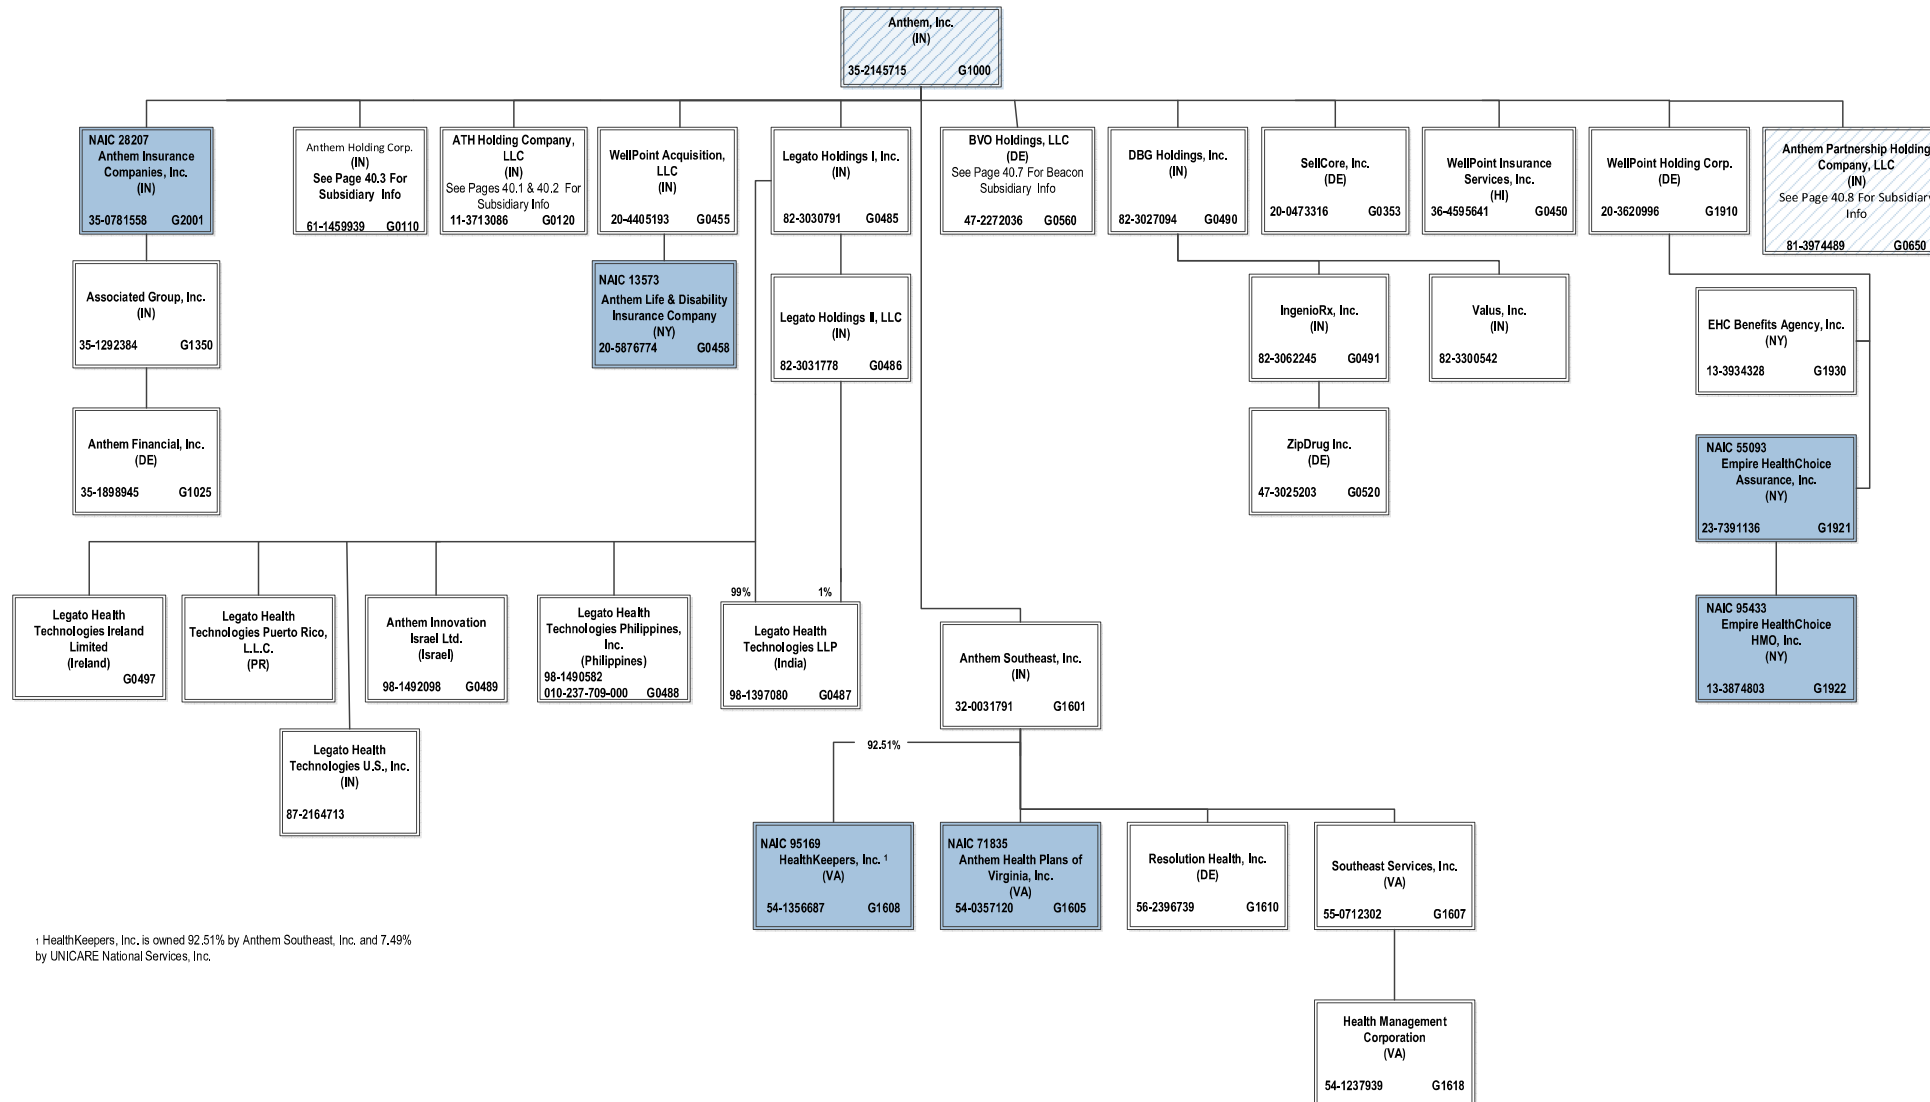 Anthem, Inc.
(IN)
35-2145715 G1000
NAIC 28207
Anthem Insurance
Companies, Inc.
(IN)
35-0781558 G2001
Anthem Holding Corp.
(IN)
See Page 40.3 For
Subsidiary Info
61-1459939 G0110
ATH Holding Company,
LLC
(IN)
See Pages 40.1 & 40.2 For
Subsidiary Info
11-3713086 G0120
WellPoint Acquisition,
LLC
(IN)
20-4405193 G0455
Legato Holdings I, Inc.
(IN)
82-3030791 G0485
BVO Holdings, LLC
(DE)
See Page 40.7 For Beacon
Subsidiary Info
47-2272036 G0560
DBG Holdings, Inc.
(IN)
82-3027094 G0490
SellCore, Inc.
(DE)
20-0473316 G0353
WellPoint Insurance
Services, Inc.
(HI)
36-4595641 G0450
WellPoint Holding Corp.
(DE)
20-3620996 G1910
Anthem Partnership Holding
Company, LLC
(IN)
See Page 40.8 For Subsidiary
Info
81-3974489 G0650
Associated Group, Inc.
(IN)
35-1292384 G1350
NAIC 13573
Anthem Life & Disability
Insurance Company
(NY)
20-5876774 G0458
Legato Holdings II, LLC
(IN)
82-3031778 G0486
IngenioRx, Inc.
(IN)
82-3062245 G0491
Valus, Inc.
(IN)
82-3300542
EHC Benefits Agency, Inc.
(NY)
13-3934328 G1930
Anthem Financial, Inc.
(DE)
35-1898945 G1025
ZipDrug Inc.
(DE)
47-3025203 G0520
NAIC 55093
Empire HealthChoice
Assurance, Inc.
(NY)
23-7391136 G1921
99% 1%
Legato Health
Technologies Ireland
Limited
(Ireland)
G0497
Legato Health
Technologies Puerto Rico,
L.L.C.
(PR)
Anthem Innovation
Israel Ltd.
(Israel)
98-1492098 G0489
Legato Health
Technologies Philippines,
Inc.
(Philippines)
98-1490582
010-237-709-000 G0488
Legato Health
Technologies LLP
(India)
98-1397080 G0487
Anthem Southeast, Inc.
(IN)
32-0031791 G1601
NAIC 95433
Empire HealthChoice
HMO, Inc.
(NY)
13-3874803 G1922
Legato Health
Technologies U.S., Inc.
(IN)
87-2164713
92.51%
NAIC 95169
HealthKeepers, Inc. ¹
(VA)
54-1356687 G1608
NAIC 71835
Anthem Health Plans of
Virginia, Inc.
(VA)
54-0357120 G1605
Resolution Health, Inc.
(DE)
56-2396739 G1610
Southeast Services, Inc.
(VA)
55-0712302 G1607
¹ HealthKeepers, Inc. is owned 92.51% by Anthem Southeast, Inc. and 7.49%
by UNICARE National Services, Inc.
Health Management
Corporation
(VA)
54-1237939 G1618